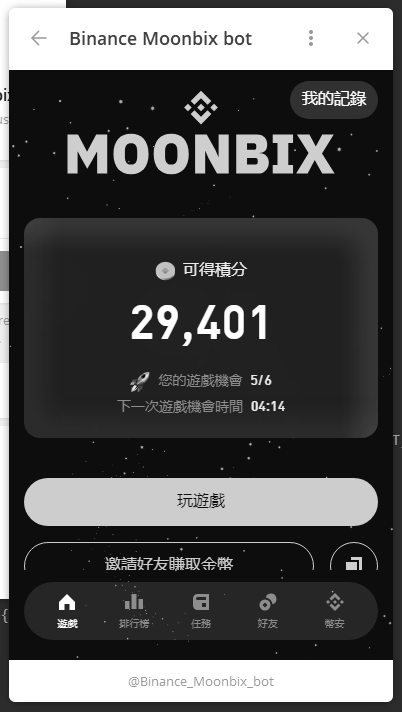 Binance Moonbix bot
我的記錄
MOONBIX
可得積分
29,401
您的遊戲機會 5/6
下一次遊戲機會時間 04:14
玩遊戲
邀請好友賺取金幣
遊戲 排行榜 任務 好友 幣安
@Binance_Moonbix_bot